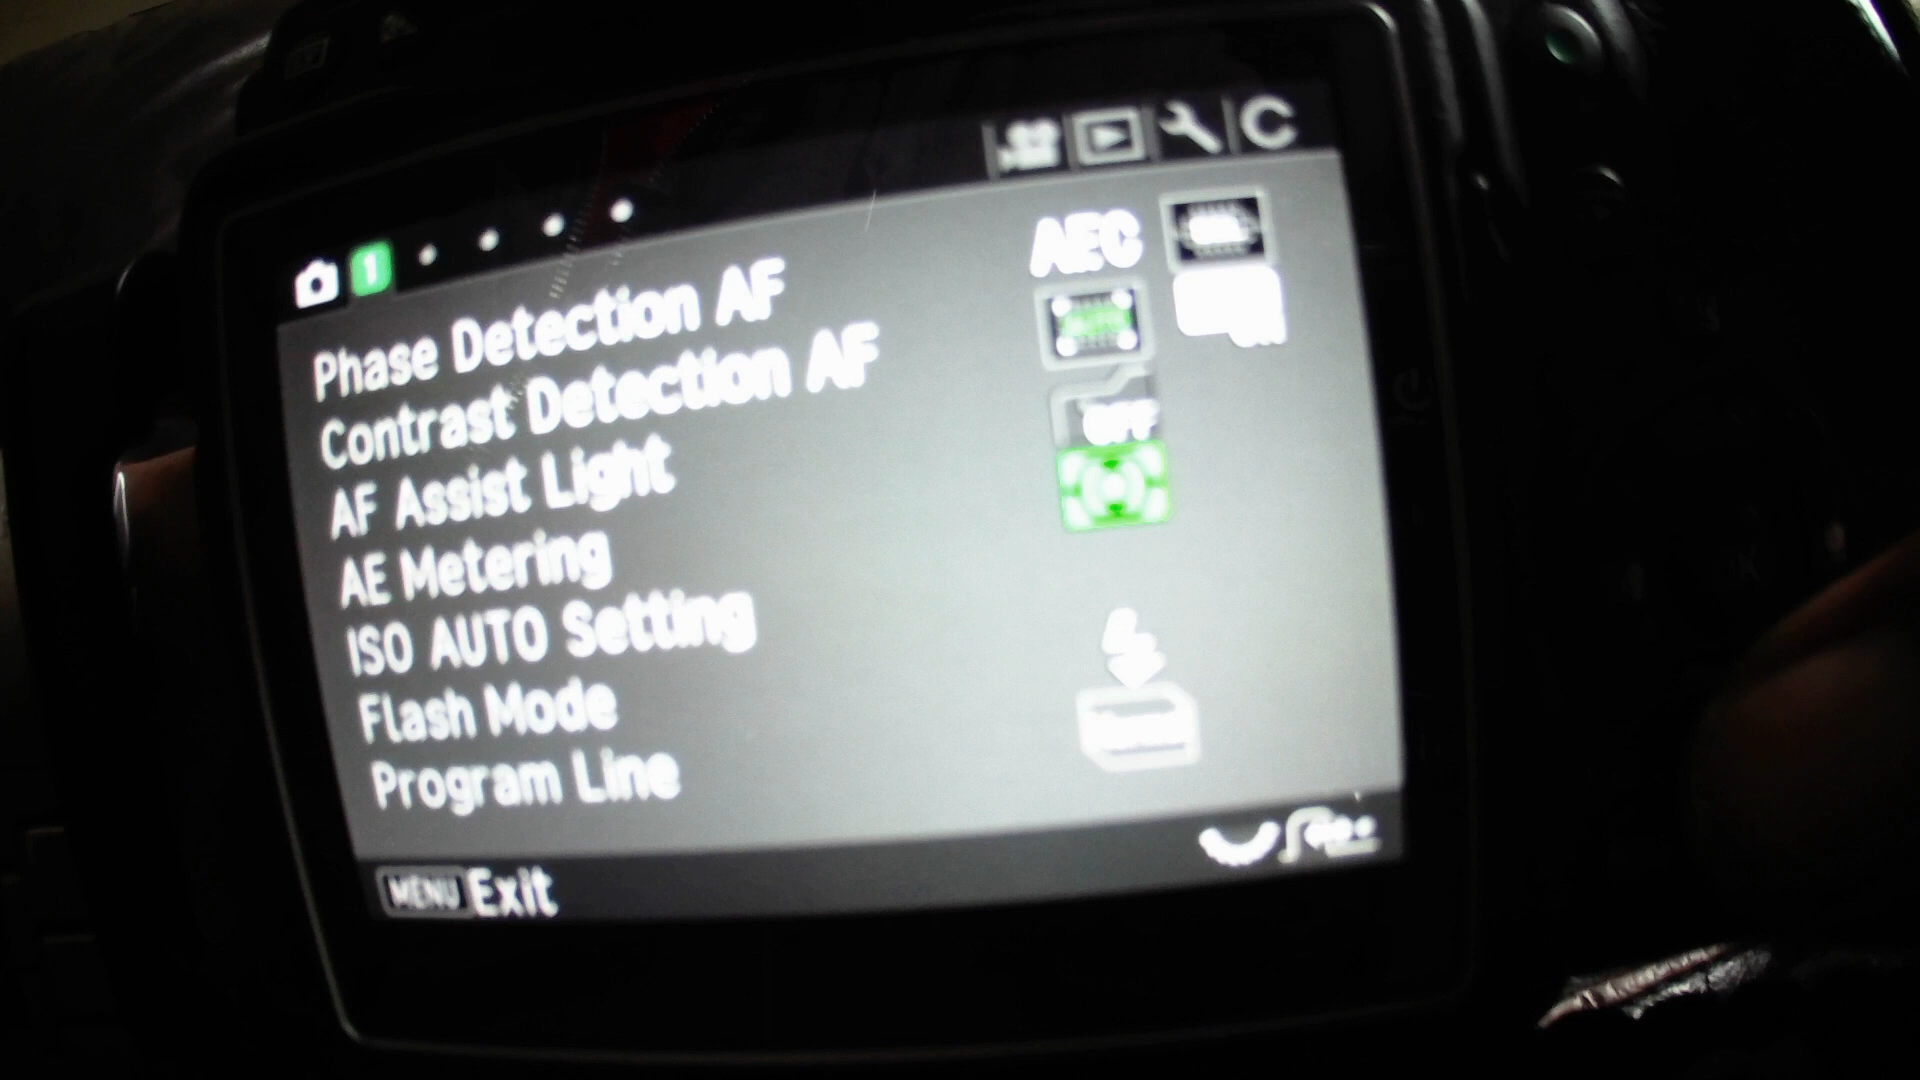 C
1
Phase Detection AF
AEC
Contrast Detection AF
AF Assist Light
OFF
AE Metering
ISO AUTO Setting
Flash Mode
Program Line
MENU Exit